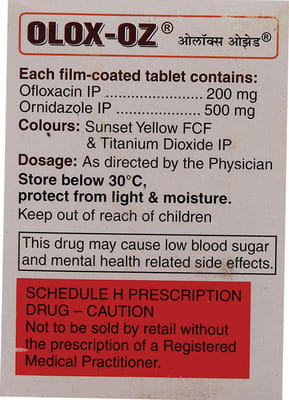 OLOX-OZ® ओलॉक्स ओझेड®
Each film-coated tablet contains:
Ofloxacin IP ........................ 200 mg
Ornidazole IP ...................... 500 mg
Colours: Sunset Yellow FCF
& Titanium Dioxide IP
Dosage: As directed by the Physician
Store below 30°C,
protect from light & moisture.
Keep out of reach of children
This drug may cause low blood sugar
and mental health related side effects.
SCHEDULE H PRESCRIPTION
DRUG – CAUTION
Not to be sold by retail without
the prescription of a Registered
Medical Practitioner.